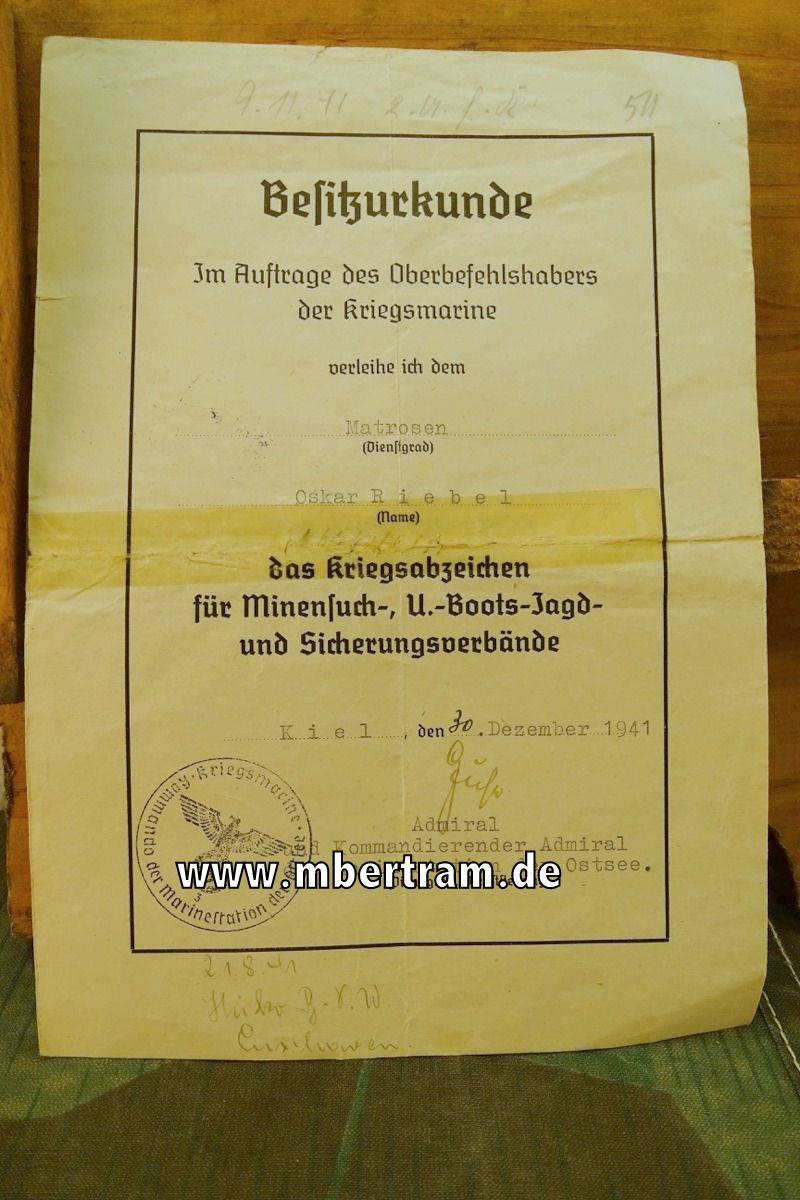 9.11.41
511
Besitzurkunde
Im Auftrage des Oberbefehlshabers
der Kriegsmarine
verleihe ich dem
Matrosen
(Dienstgrad)
Oskar R i e b e l
(Name)
das Kriegsabzeichen
für Minensuch-, U.-Boots-Jagd-
und Sicherungsverbände
K i e l , den 30. Dezember 1941
Admiral
und Kommandierender Admiral
Ostsee.
Kommando der Marinestation der Ostsee · Kriegsmarine ·
www.mbertram.de
21.8.41
Cuxhaven.